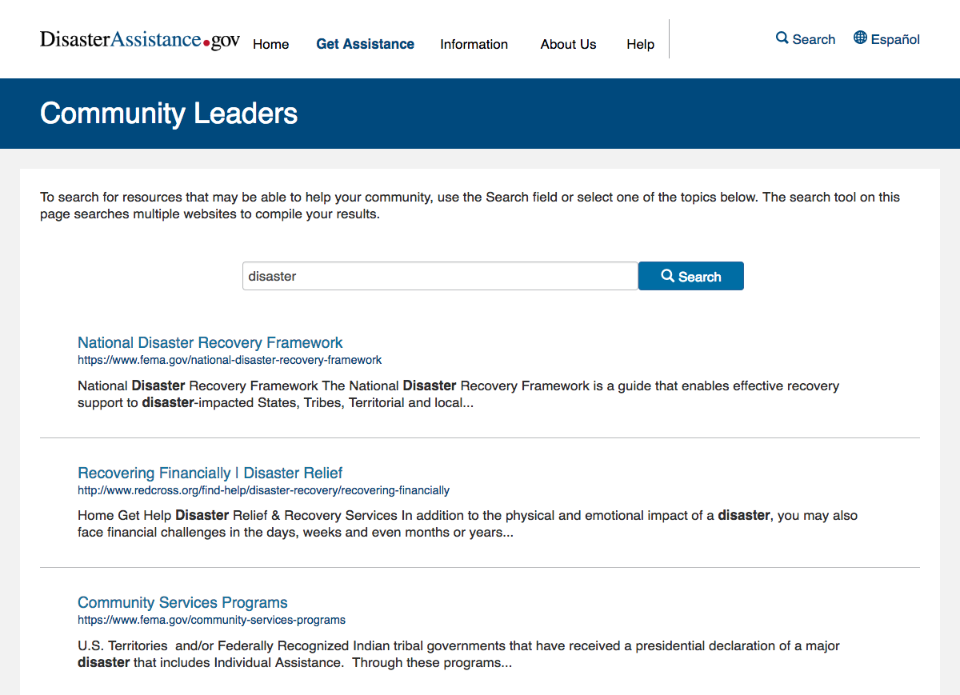 DisasterAssistance.gov Home Get Assistance Information About Us Help Search Español
Community Leaders
To search for resources that may be able to help your community, use the Search field or select one of the topics below. The search tool on this
page searches multiple websites to compile your results.
disaster Search
National Disaster Recovery Framework
https://www.fema.gov/national-disaster-recovery-framework
National Disaster Recovery Framework The National Disaster Recovery Framework is a guide that enables effective recovery
support to disaster-impacted States, Tribes, Territorial and local...
Recovering Financially | Disaster Relief
http://www.redcross.org/find-help/disaster-recovery/recovering-financially
Home Get Help Disaster Relief & Recovery Services In addition to the physical and emotional impact of a disaster, you may also
face financial challenges in the days, weeks and even months or years...
Community Services Programs
https://www.fema.gov/community-services-programs
U.S. Territories and/or Federally Recognized Indian tribal governments that have received a presidential declaration of a major
disaster that includes Individual Assistance. Through these programs...